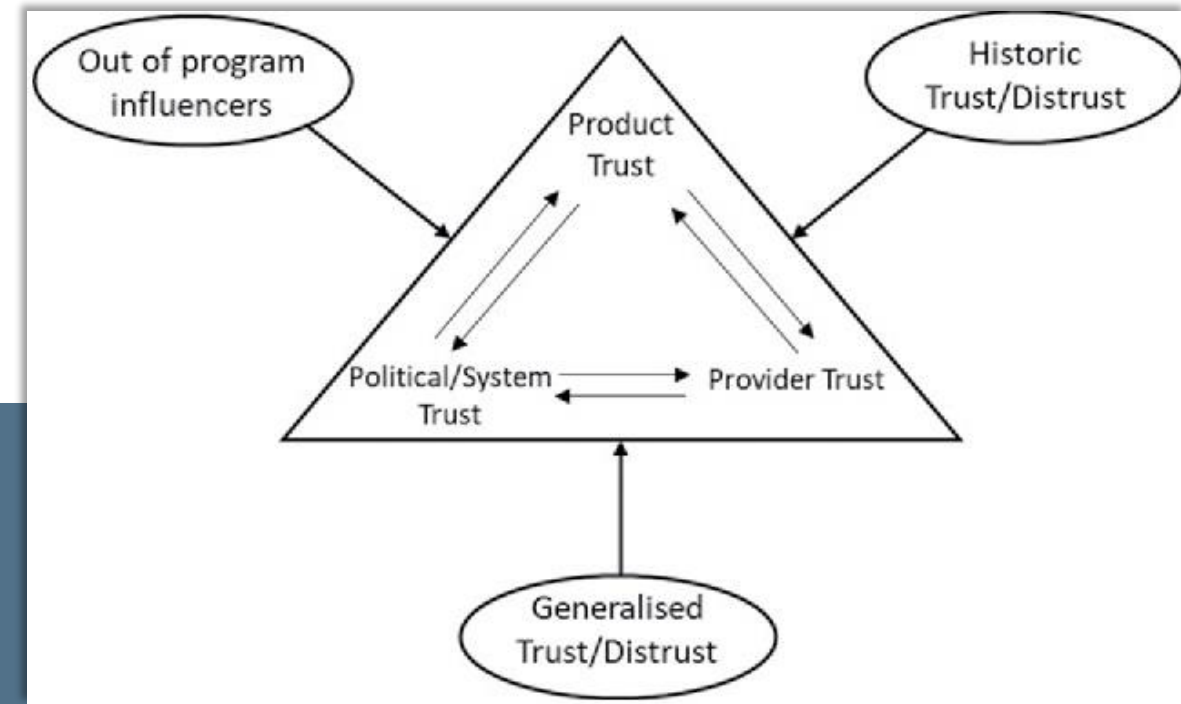 Out of program
influencers
Historic
Trust/Distrust
Product
Trust
Political/System
Trust
Provider Trust
Generalised
Trust/Distrust